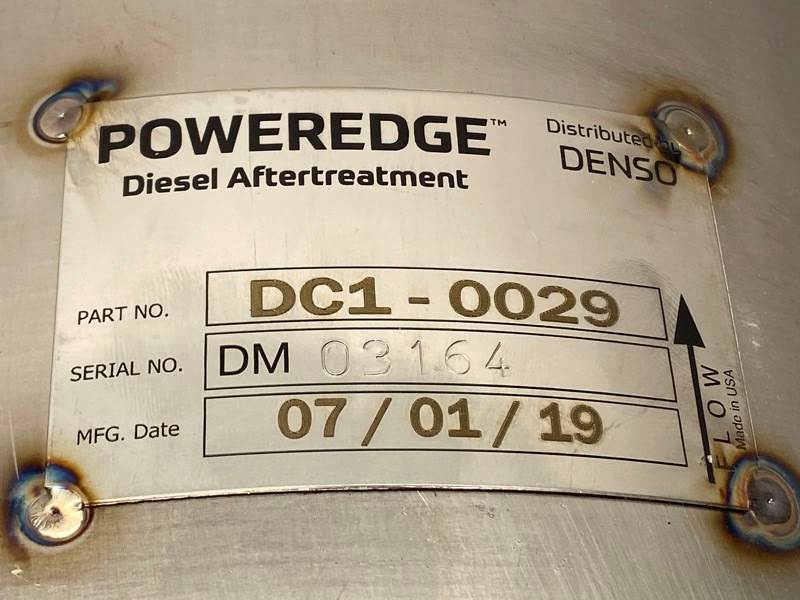 POWEREDGE™
Diesel Aftertreatment
Distributed by
DENSO
PART NO. DC1-0029
SERIAL NO. DM 03164
MFG. Date 07/01/19
FLOW
Made in USA